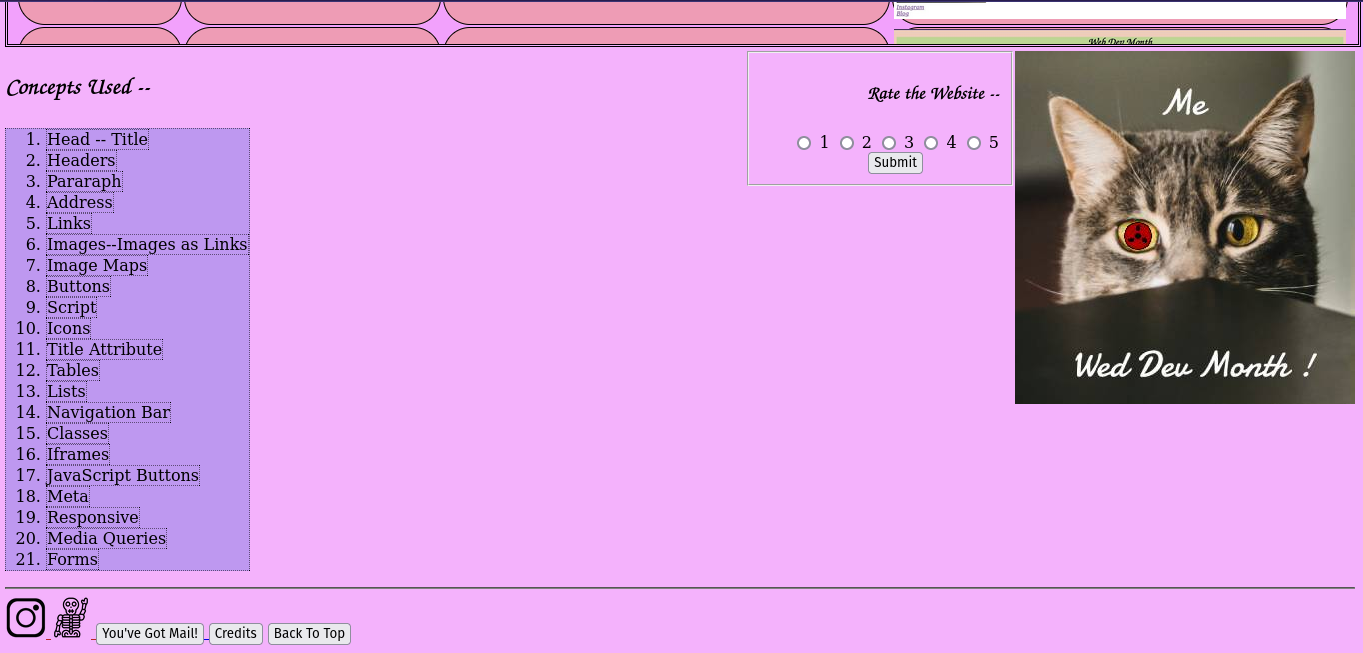 Instagram
Blog
Web Dev Month
Concepts Used --
1. Head -- Title
2. Headers
3. Pararaph
4. Address
5. Links
6. Images--Images as Links
7. Image Maps
8. Buttons
9. Script
10. Icons
11. Title Attribute
12. Tables
13. Lists
14. Navigation Bar
15. Classes
16. Iframes
17. JavaScript Buttons
18. Meta
19. Responsive
20. Media Queries
21. Forms
Rate the Website --
1 2 3 4 5
Submit
Me
Wed Dev Month !
You've Got Mail! Credits Back To Top